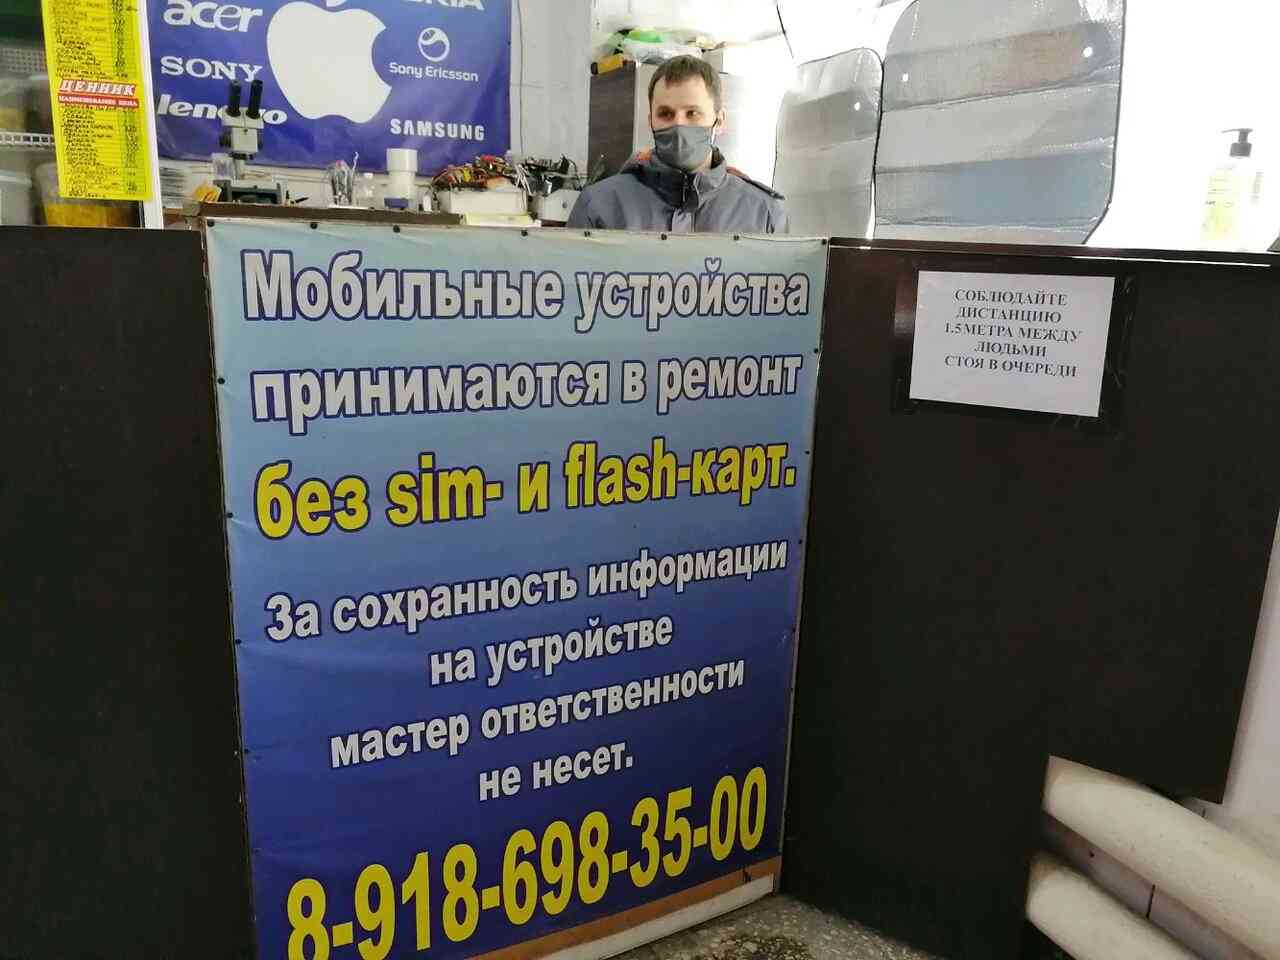 acer
SONY
lenovo
Sony Ericsson
SAMSUNG
ЦЕННИК
Мобильные устройства
принимаются в ремонт
без sim- и flash-карт.
За сохранность информации
на устройстве
мастер ответственности
не несет.
8-918-698-35-00
СОБЛЮДАЙТЕ
ДИСТАНЦИЮ
1.5 МЕТРА МЕЖДУ
ЛЮДЬМИ
СТОЯ В ОЧЕРЕДИ